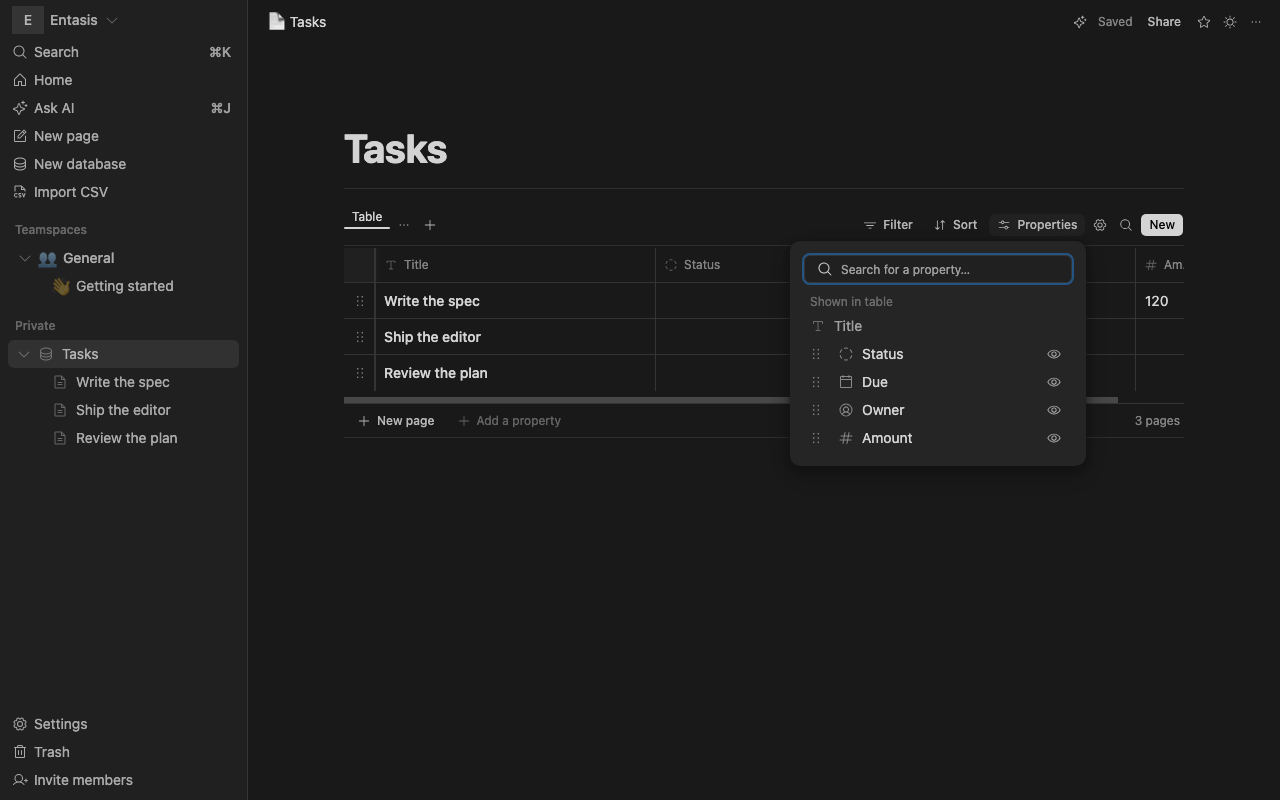 E Entasis
Search ⌘K
Home
Ask AI ⌘J
New page
New database
CSV Import CSV
Teamspaces
General
Getting started
Private
Tasks
Write the spec
Ship the editor
Review the plan
Settings
Trash
Invite members
Tasks
Saved Share ...
Tasks
Table ... +
Filter Sort Properties New
Title Status # Am.
Write the spec 120
Ship the editor
Review the plan
+ New page + Add a property 3 pages
Search for a property...
Shown in table
Title
Status
Due
Owner
# Amount